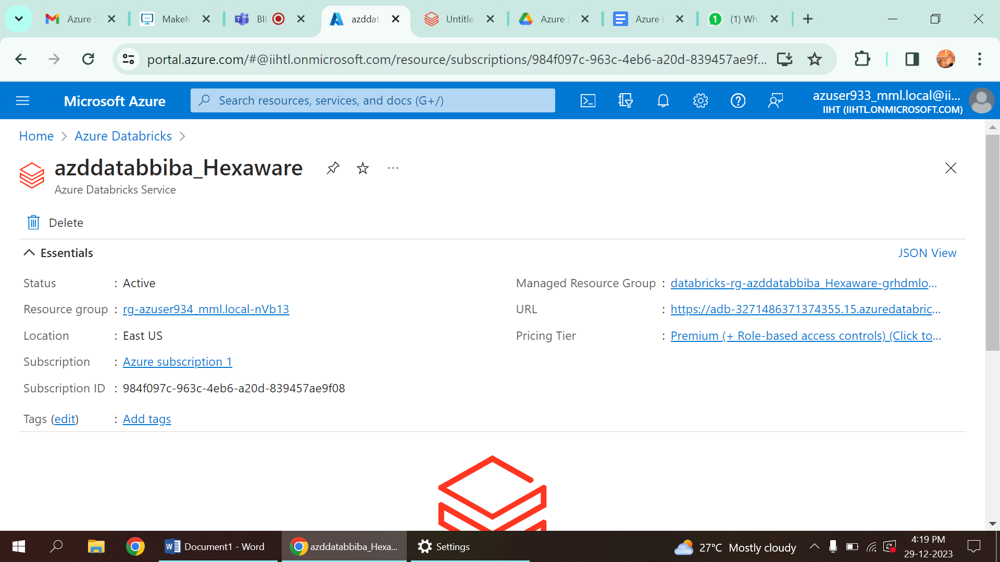 Azure
MakeM
BIB
azddat
Untitle
Azure
Azure
(1) Wh
portal.azure.com/#@iihtl.onmicrosoft.com/resource/subscriptions/984f097c-963c-4eb6-a20d-839457ae9f...
Microsoft Azure
Search resources, services, and docs (G+/)
azuser933_mml.local@ii...
IIHT (IIHTL.ONMICROSOFT.COM)
Home > Azure Databricks >
azddatabbiba_Hexaware
Azure Databricks Service
Delete
Essentials
JSON View
Status : Active
Managed Resource Group : databricks-rg-azddatabbiba_Hexaware-grhdmlo...
Resource group : rg-azuser934_mml.local-nVb13
URL : https://adb-3271486371374355.15.azuredatabric...
Location : East US
Pricing Tier : Premium (+ Role-based access controls) (Click to...
Subscription : Azure subscription 1
Subscription ID : 984f097c-963c-4eb6-a20d-839457ae9f08
Tags (edit) : Add tags
Document1 - Word
azddatabbiba_Hexa...
Settings
27°C Mostly cloudy
4:19 PM
29-12-2023